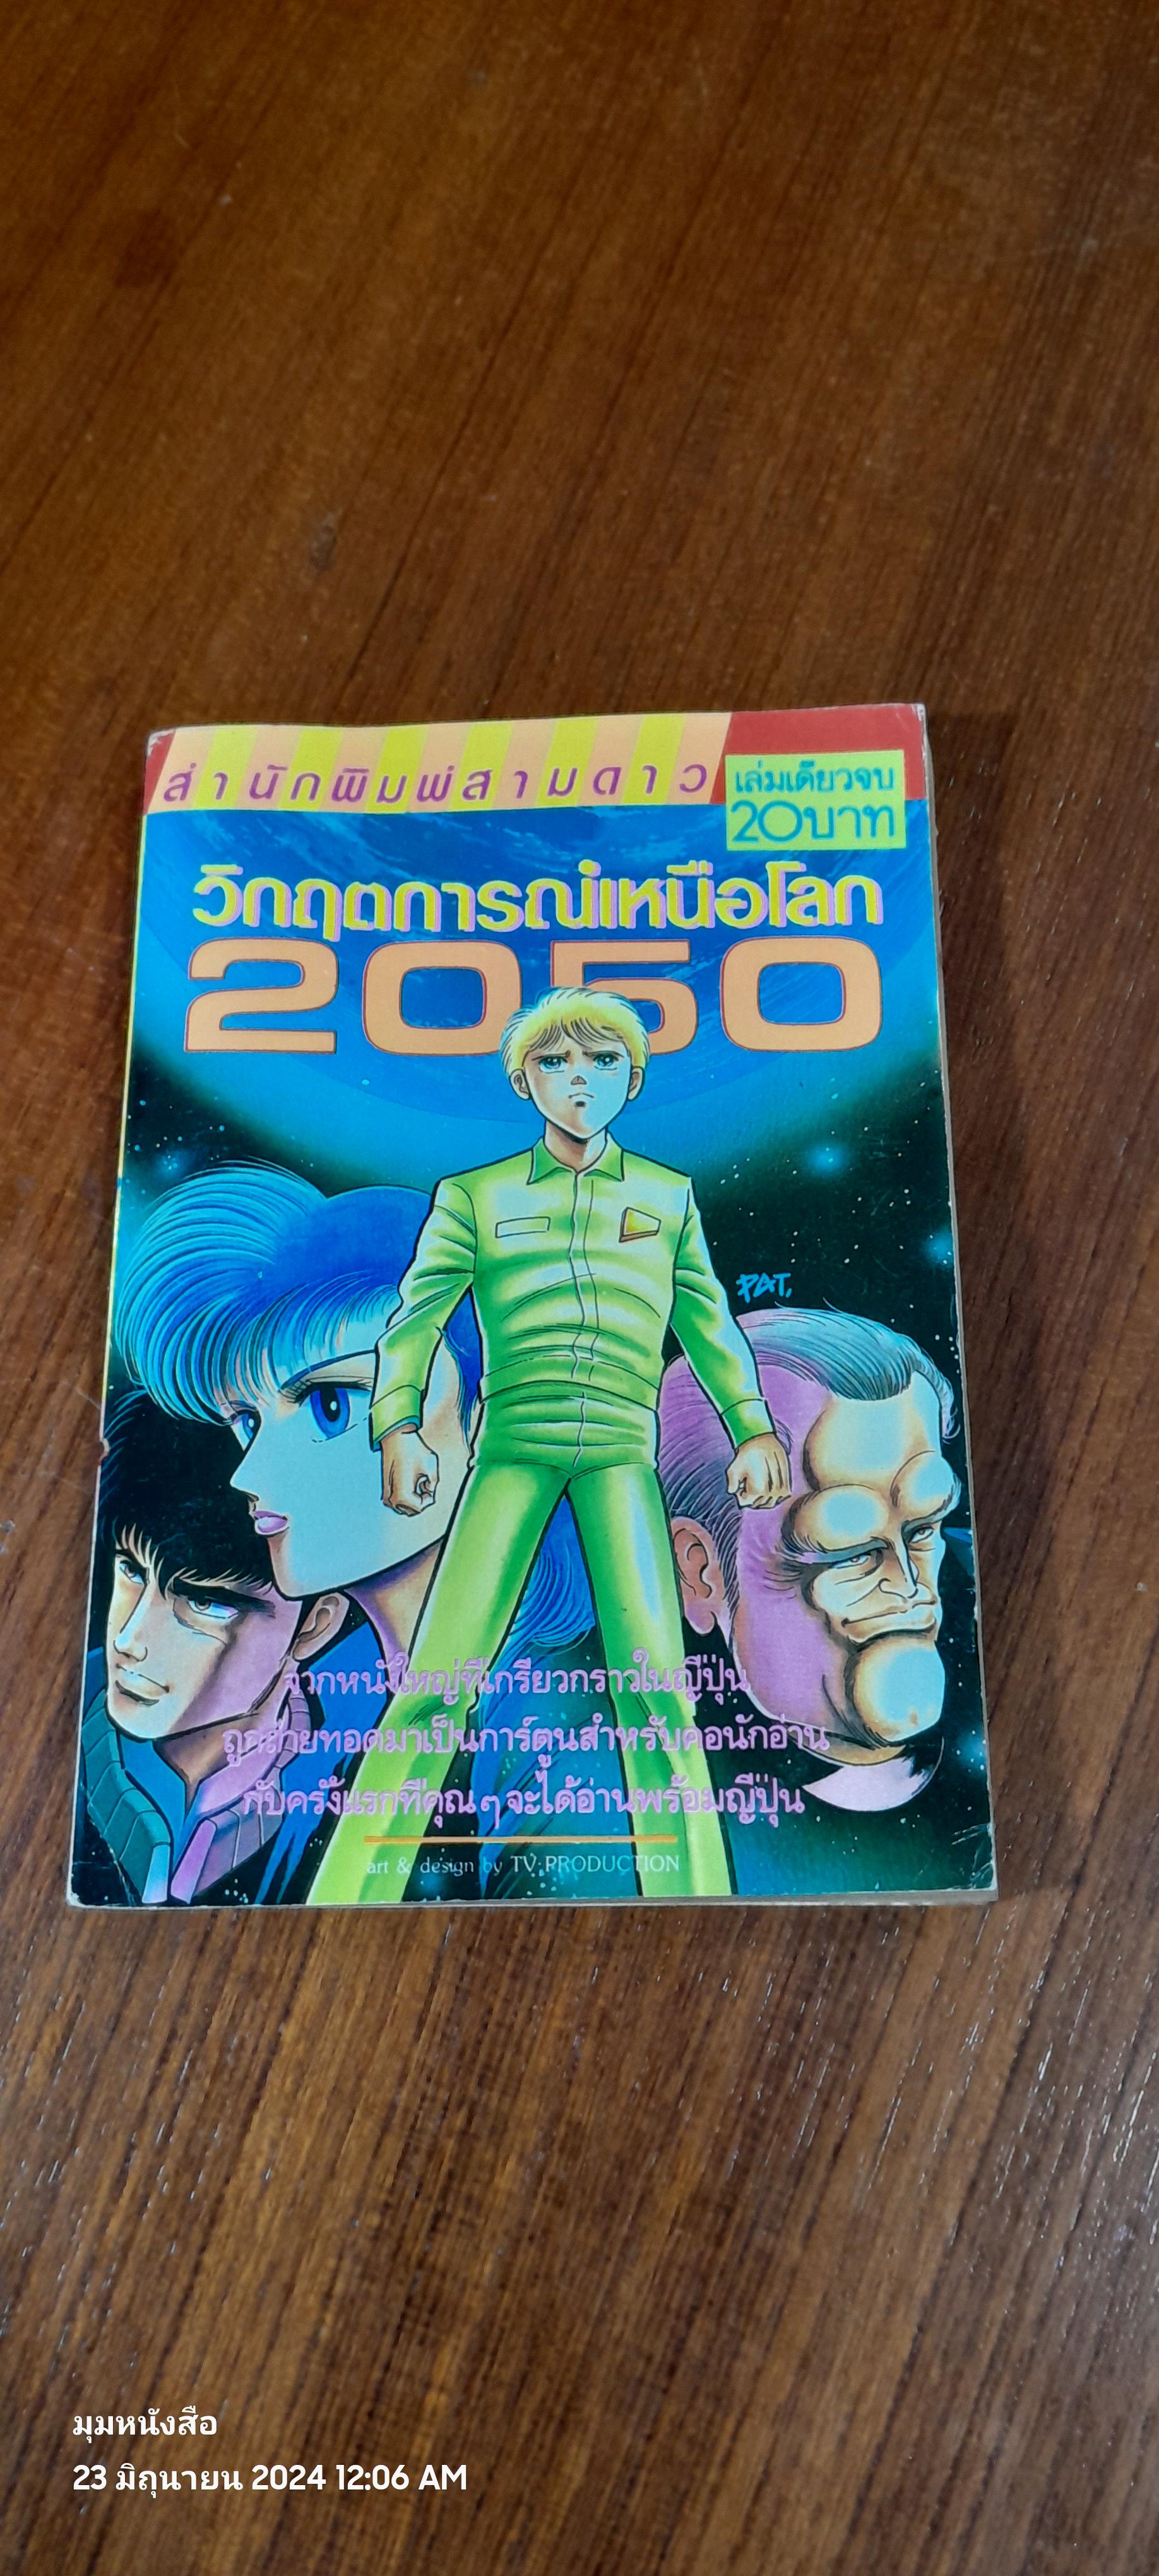 สำนักพิมพ์สามดาว
เล่มเดียวจบ
20บาท
วิกฤตการณ์เหนือโลก
2050
PAT.
จากหนังใหญ่ที่เกรียวกราวในญี่ปุ่น
ถูกถ่ายทอดมาเป็นการ์ตูนสำหรับคอนักอ่าน
กับครั้งแรกที่คุณๆจะได้อ่านพร้อมญี่ปุ่น
art & design by TV. PRODUCTION
มุมหนังสือ
23 มิถุนายน 2024 12:06 AM